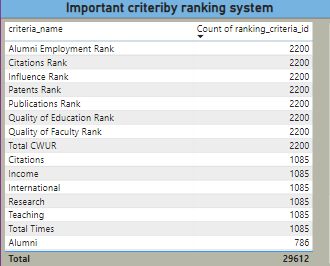 Important criteriby ranking system
criteria_name Count of ranking_criteria_id
Alumni Employment Rank 2200
Citations Rank 2200
Influence Rank 2200
Patents Rank 2200
Publications Rank 2200
Quality of Education Rank 2200
Quality of Faculty Rank 2200
Total CWUR 2200
Citations 1085
Income 1085
International 1085
Research 1085
Teaching 1085
Total Times 1085
Alumni 786
Total 29612